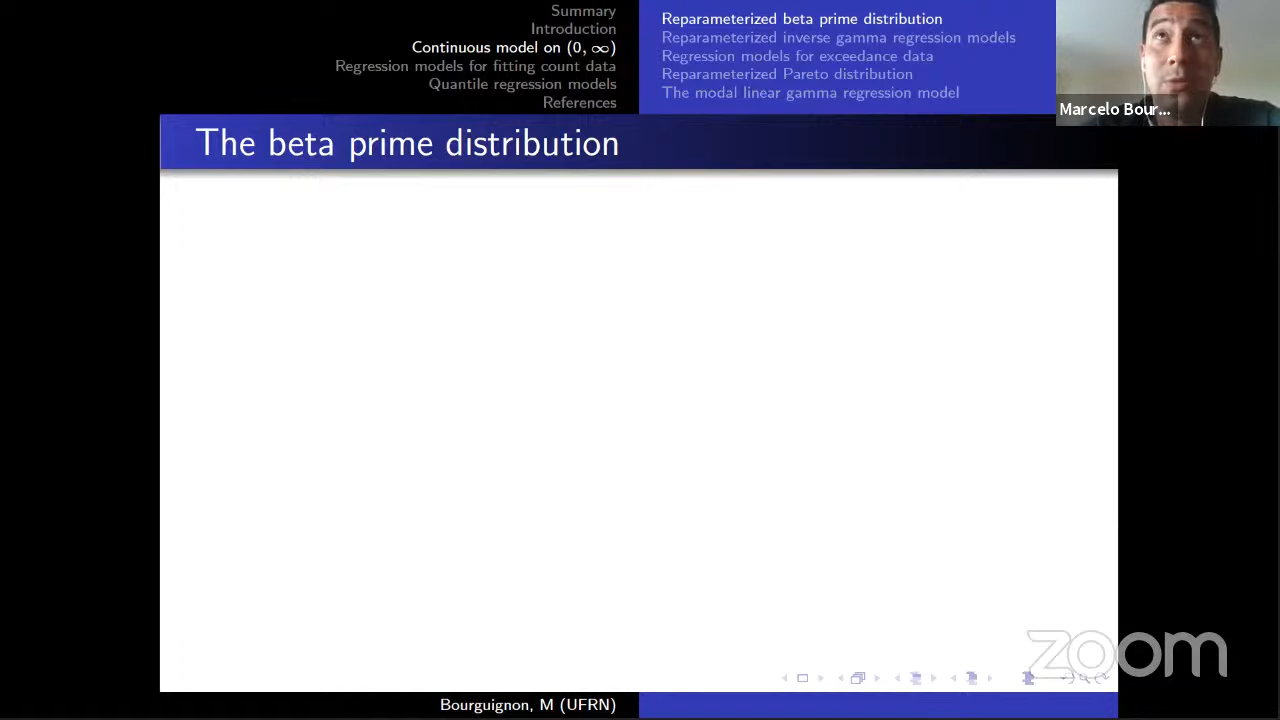 Summary
Introduction
Continuous model on (0, ∞)
Regression models for fitting count data
Quantile regression models
References
Reparameterized beta prime distribution
Reparameterized inverse gamma regression models
Regression models for exceedance data
Reparameterized Pareto distribution
The modal linear gamma regression model
Marcelo Bour...
The beta prime distribution
zoom
Bourguignon, M (UFRN)